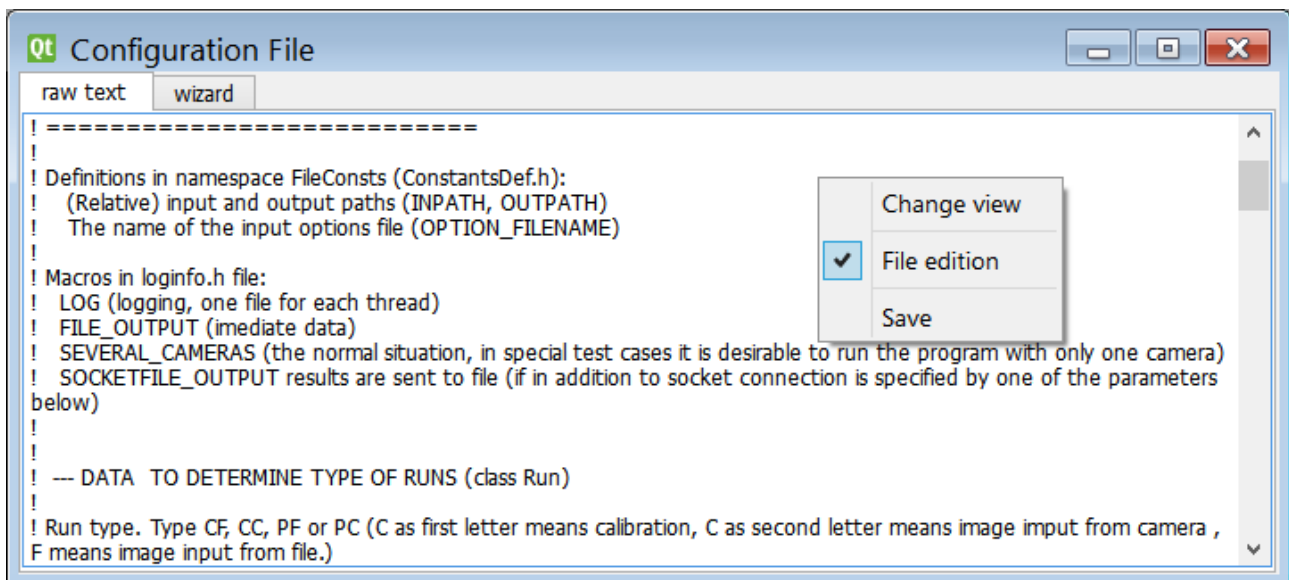 Qt Configuration File
raw text wizard
! ===========================
!
! Definitions in namespace FileConsts (ConstantsDef.h):
! (Relative) input and output paths (INPATH, OUTPATH)
! The name of the input options file (OPTION_FILENAME)
!
! Macros in loginfo.h file:
! LOG (logging, one file for each thread)
! FILE_OUTPUT (imediate data)
! SEVERAL_CAMERAS (the normal situation, in special test cases it is desirable to run the program with only one camera)
! SOCKETFILE_OUTPUT results are sent to file (if in addition to socket connection is specified by one of the parameters
below)
!
!
! --- DATA TO DETERMINE TYPE OF RUNS (class Run)
!
! Run type. Type CF, CC, PF or PC (C as first letter means calibration, C as second letter means image imput from camera ,
F means image input from file.)
Change view
File edition
Save